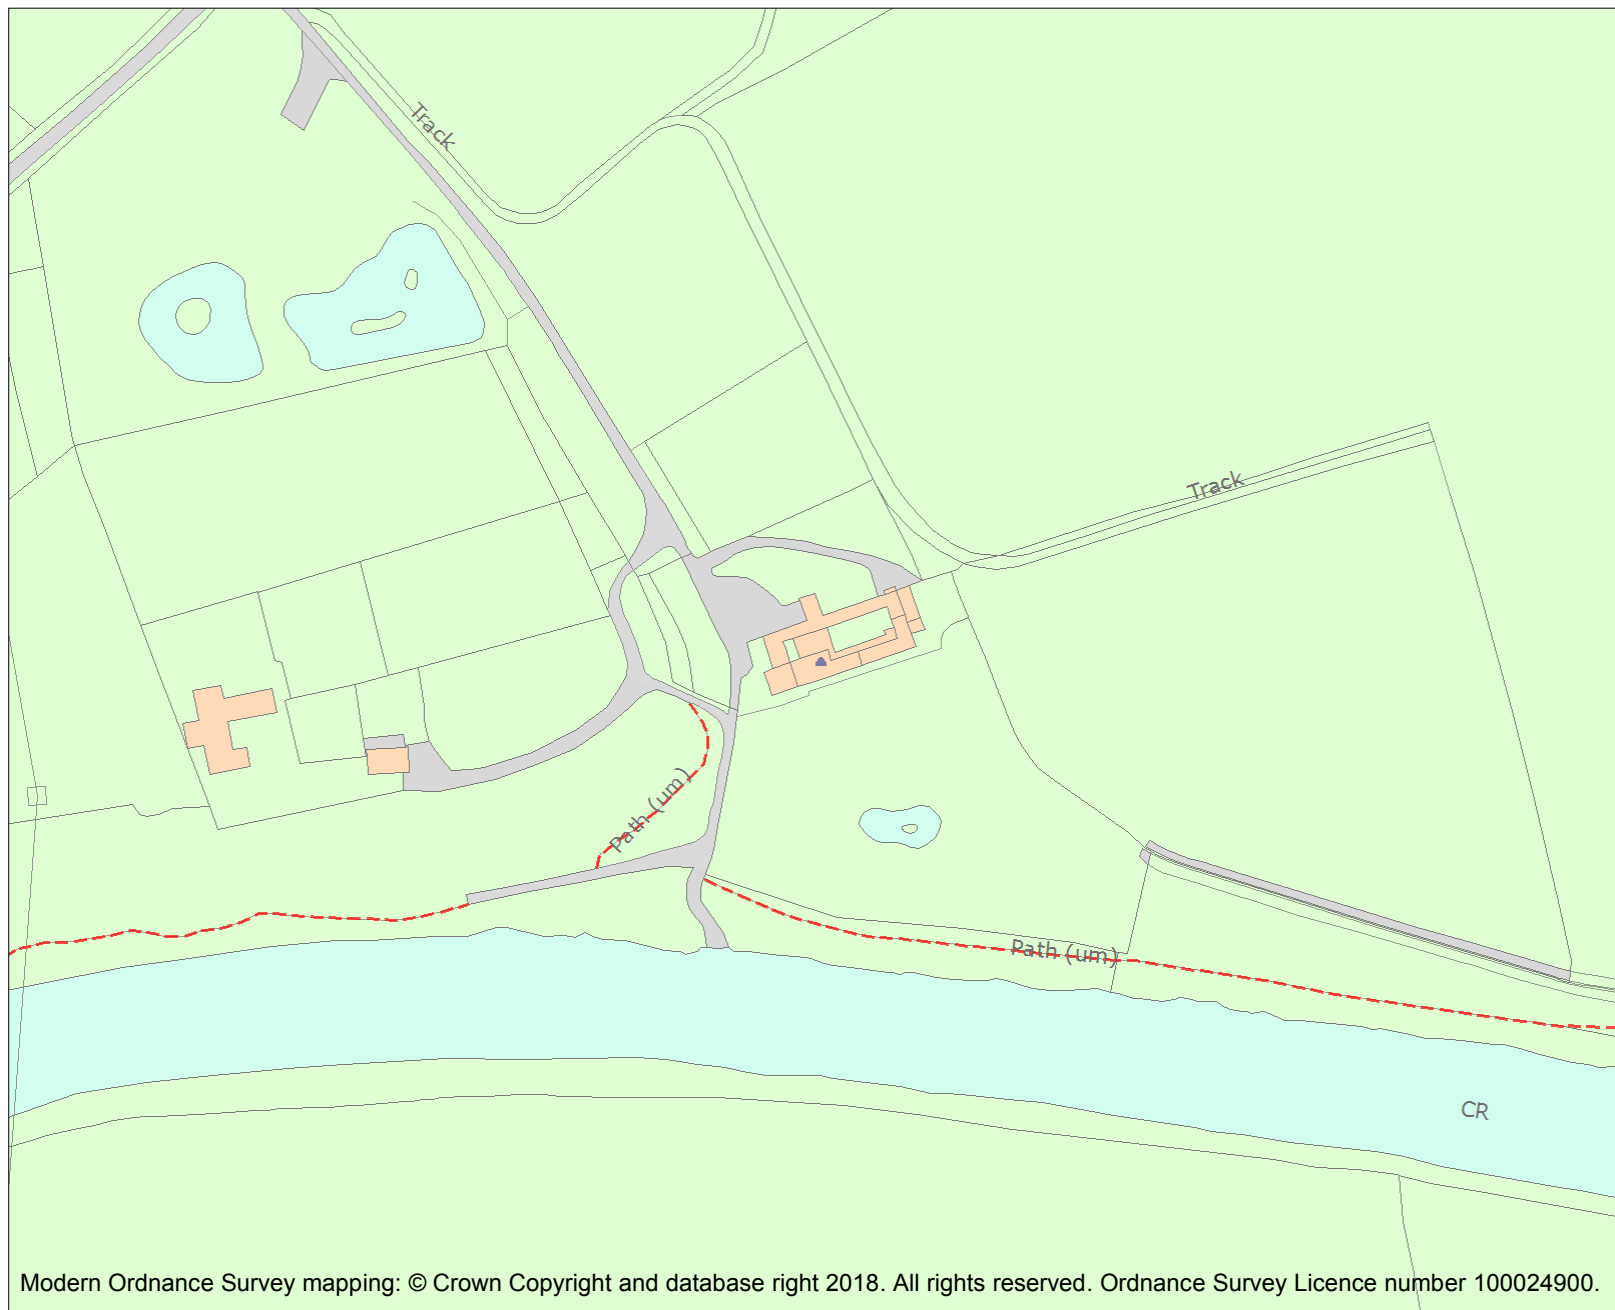 Track
Track
Path (um)
Path (um)
CR
Modern Ordnance Survey mapping: © Crown Copyright and database right 2018. All rights reserved. Ordnance Survey Licence number 100024900.